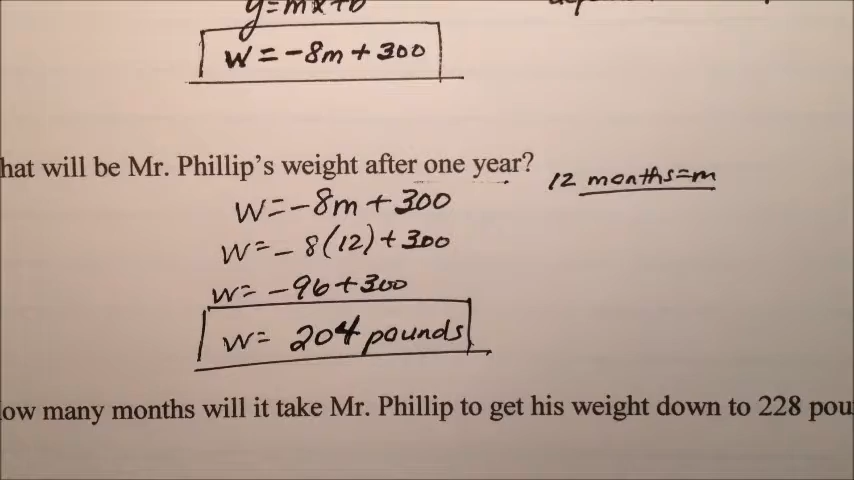 y=mx+b
W=-8m+300
hat will be Mr. Phillip's weight after one year? 12 months=m
W=-8m+300
W=-8(12)+300
W=-96+300
W= 204 pounds
ow many months will it take Mr. Phillip to get his weight down to 228 pou